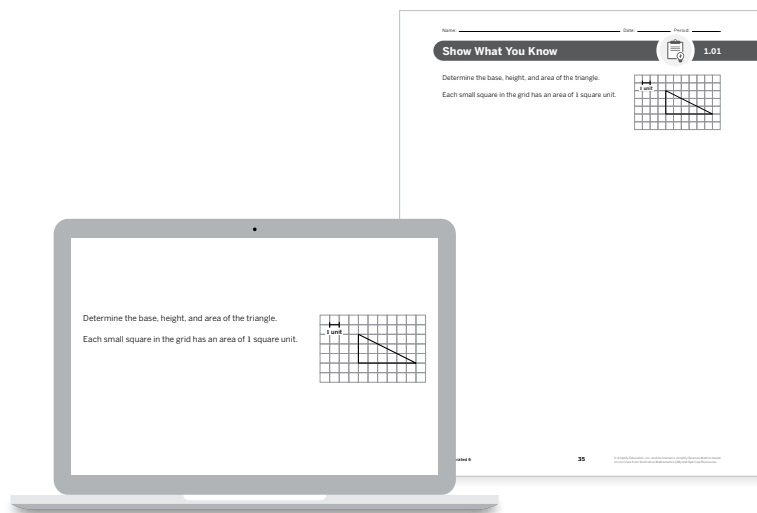 Name: Date: Period:
Show What You Know 1.01
Determine the base, height, and area of the triangle.
Each small square in the grid has an area of 1 square unit.
1 unit
Determine the base, height, and area of the triangle.
Each small square in the grid has an area of 1 square unit.
1 unit
35